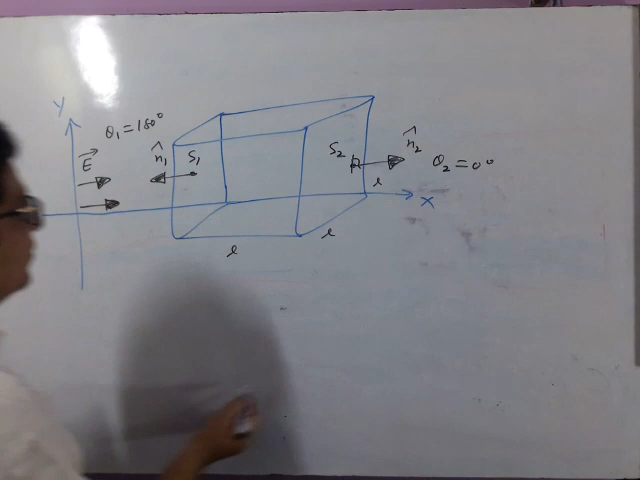 Y
θ₁ = 180°
E⃗
n̂₁
S₁
S₂
n̂₂
θ₂ = 0°
l
X
l
l